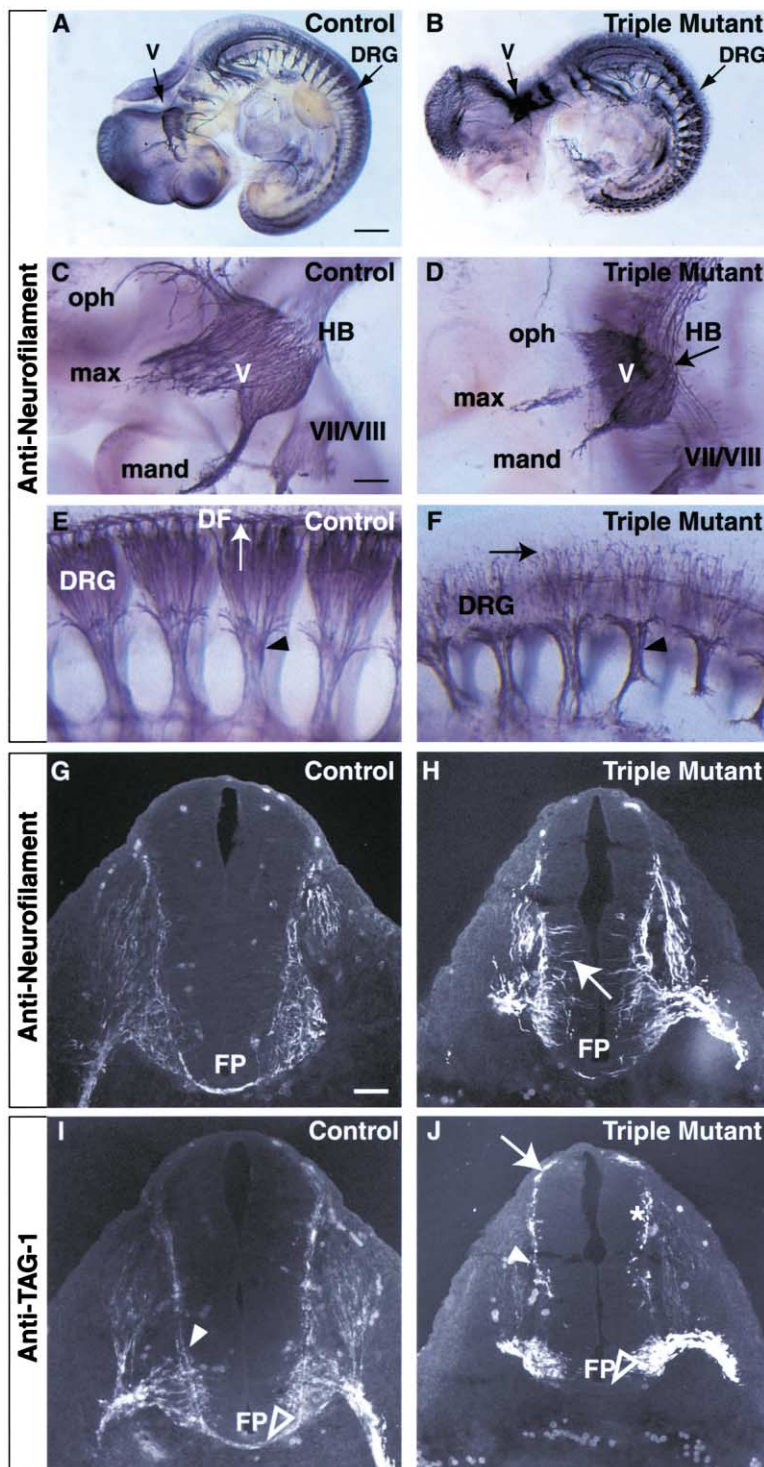 A Control
V
DRG
B Triple Mutant
V
DRG
C Control
oph
HB
max
V
VII/VIII
mand
D Triple Mutant
oph
HB
V
max
VII/VIII
mand
E Control
DF
DRG
F Triple Mutant
DRG
Anti-Neurofilament
G Control
FP
H Triple Mutant
FP
Anti-Neurofilament
I Control
FP
J Triple Mutant
*
FP
Anti-TAG-1